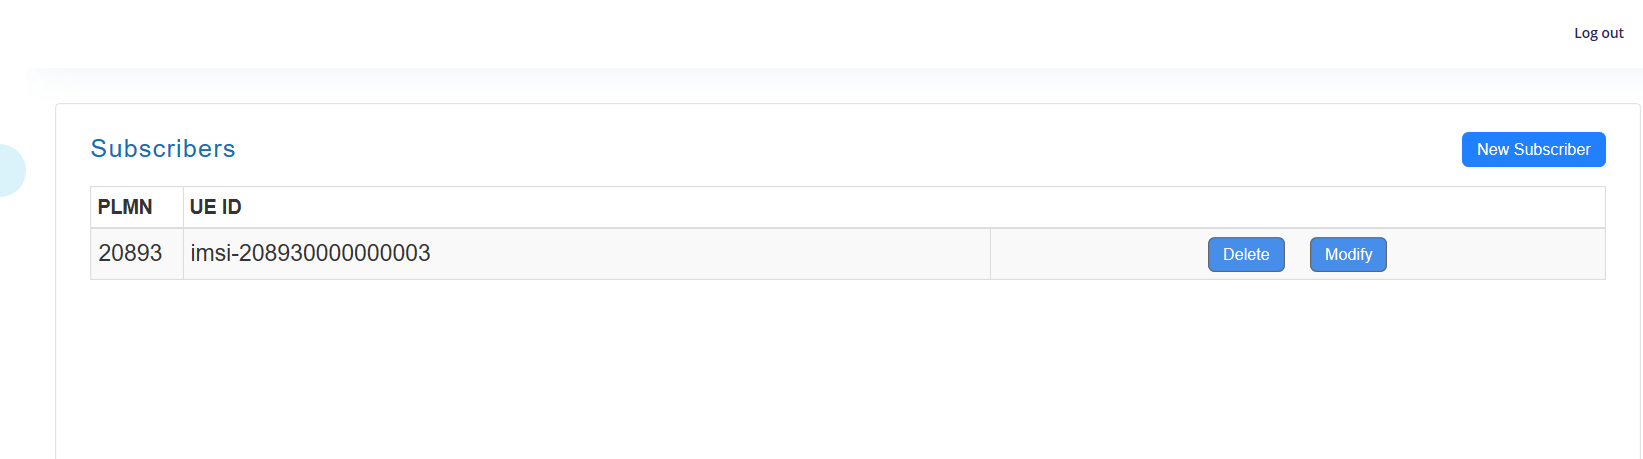 Log out
Subscribers
New Subscriber
PLMN UE ID
20893 imsi-208930000000003 Delete Modify